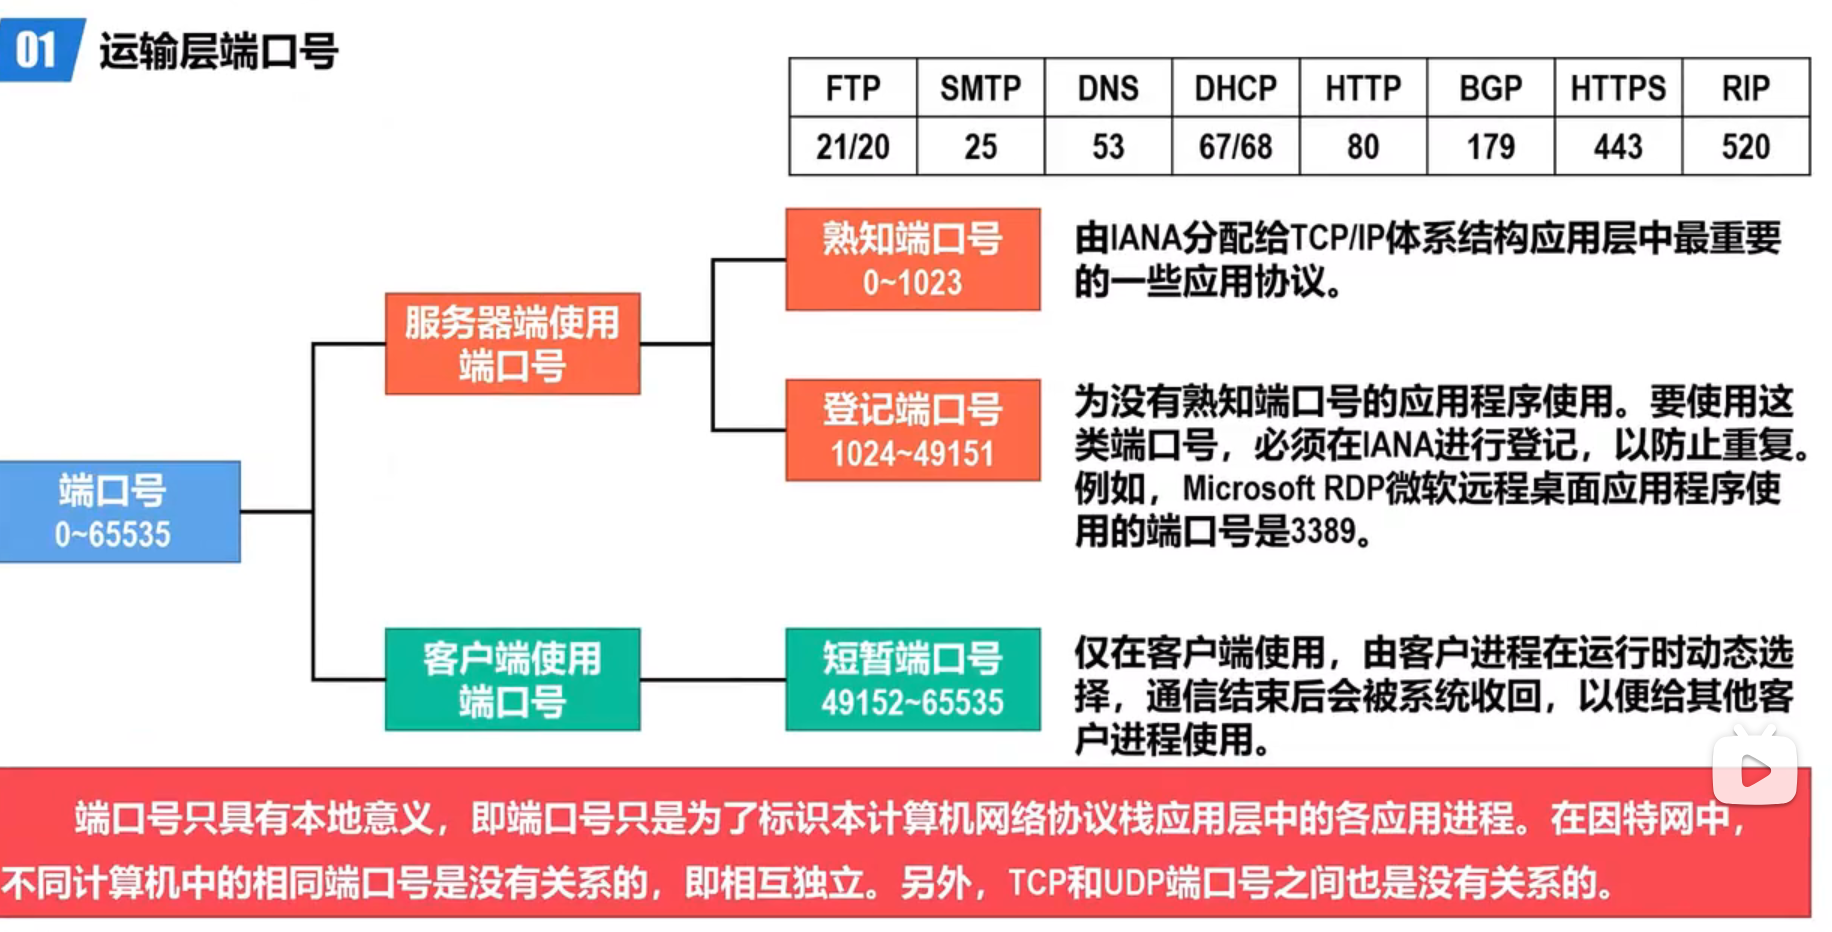 01 运输层端口号
FTP SMTP DNS DHCP HTTP BGP HTTPS RIP
21/20 25 53 67/68 80 179 443 520
熟知端口号
0~1023
由IANA分配给TCP/IP体系结构应用层中最重要
的一些应用协议。
服务器端使用
端口号
登记端口号
1024~49151
为没有熟知端口号的应用程序使用。要使用这
类端口号，必须在IANA进行登记，以防止重复。
例如，Microsoft RDP微软远程桌面应用程序使
用的端口号是3389。
端口号
0~65535
客户端使用
端口号
短暂端口号
49152~65535
仅在客户端使用，由客户进程在运行时动态选
择，通信结束后会被系统收回，以便给其他客
户进程使用。
端口号只具有本地意义，即端口号只是为了标识本计算机网络协议栈应用层中的各应用进程。在因特网中，
不同计算机中的相同端口号是没有关系的，即相互独立。另外，TCP和UDP端口号之间也是没有关系的。